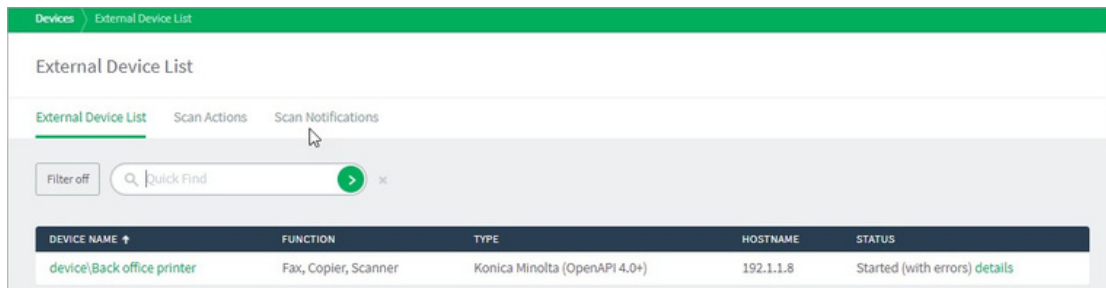 Devices External Device List
External Device List
External Device List Scan Actions Scan Notifications
Filter off Quick Find
DEVICE NAME ↑ FUNCTION TYPE HOSTNAME STATUS
device\Back office printer Fax, Copier, Scanner Konica Minolta (OpenAPI 4.0+) 192.1.1.8 Started (with errors) details